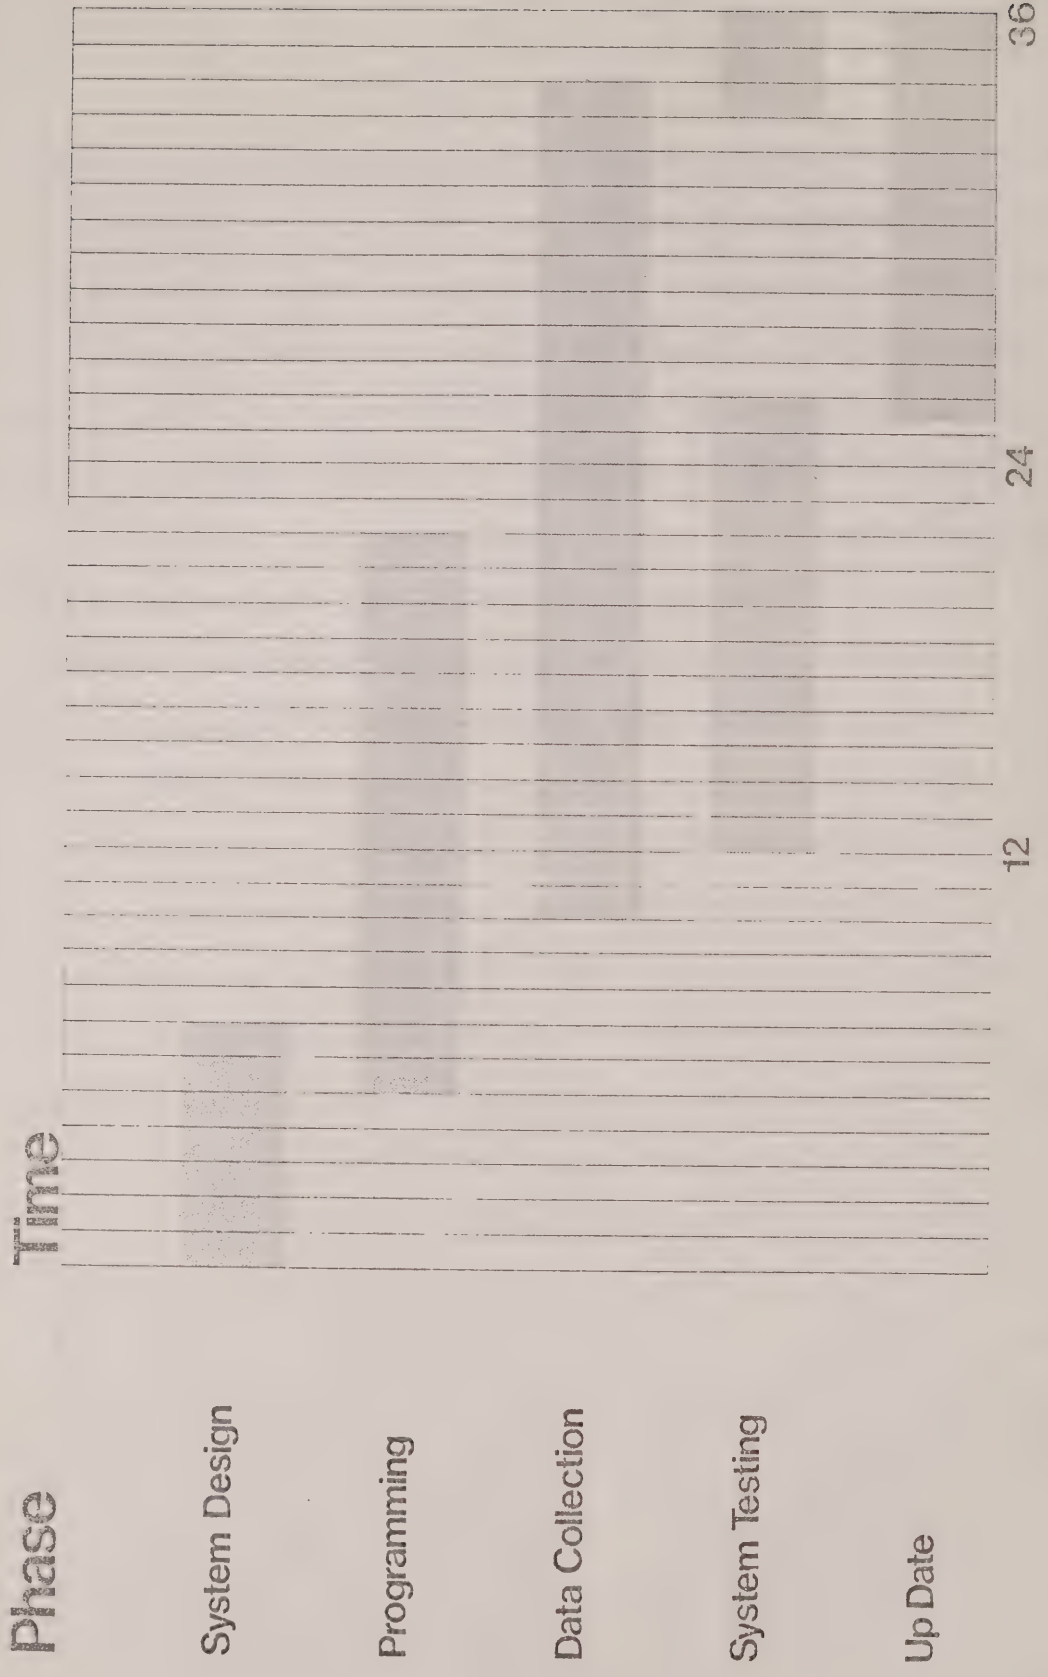 Phase Time
System Design
Programming
Data Collection
System Testing
Up Date
12 24 36